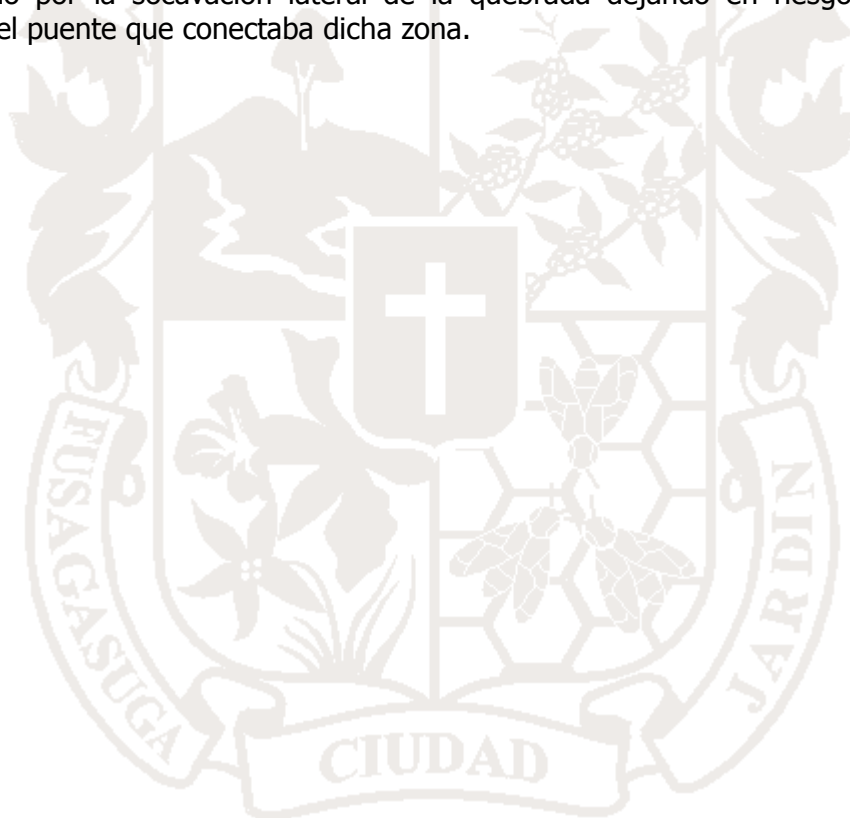 por la socavación lateral de la quebrada dejando en riesgo
el puente que conectaba dicha zona.
FUSAGASUGA
CIUDAD
JARDIN